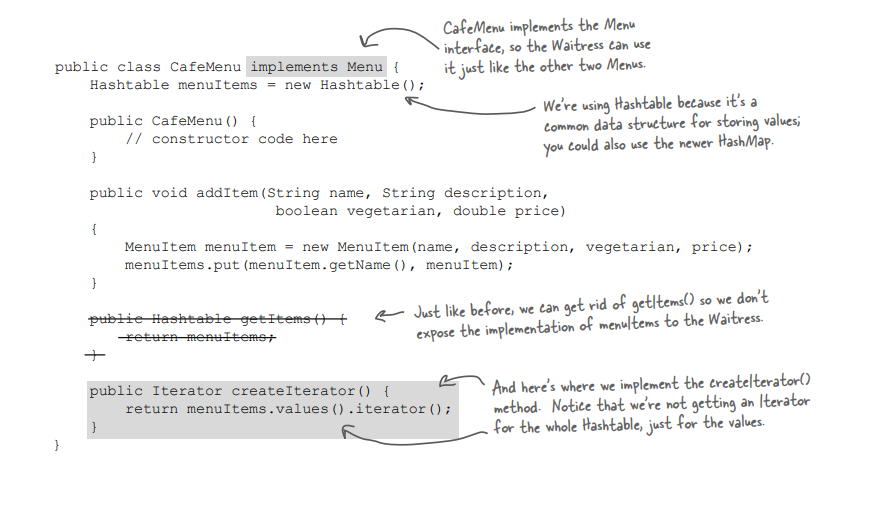 CafeMenu implements the Menu
interface, so the Waitress can use
it just like the other two Menus.
public class CafeMenu implements Menu {
Hashtable menuItems = new Hashtable();
We're using Hashtable because it's a
common data structure for storing values;
you could also use the newer HashMap.
public CafeMenu() {
// constructor code here
}
public void addItem(String name, String description,
boolean vegetarian, double price)
{
MenuItem menuItem = new MenuItem(name, description, vegetarian, price);
menuItems.put(menuItem.getName(), menuItem);
}
public Hashtable getItems() {
return menuItems;
}
Just like before, we can get rid of getItems() so we don't
expose the implementation of menuItems to the Waitress.
public Iterator createIterator() {
return menuItems.values().iterator();
}
And here's where we implement the createIterator()
method. Notice that we're not getting an Iterator
for the whole Hashtable, just for the values.
}